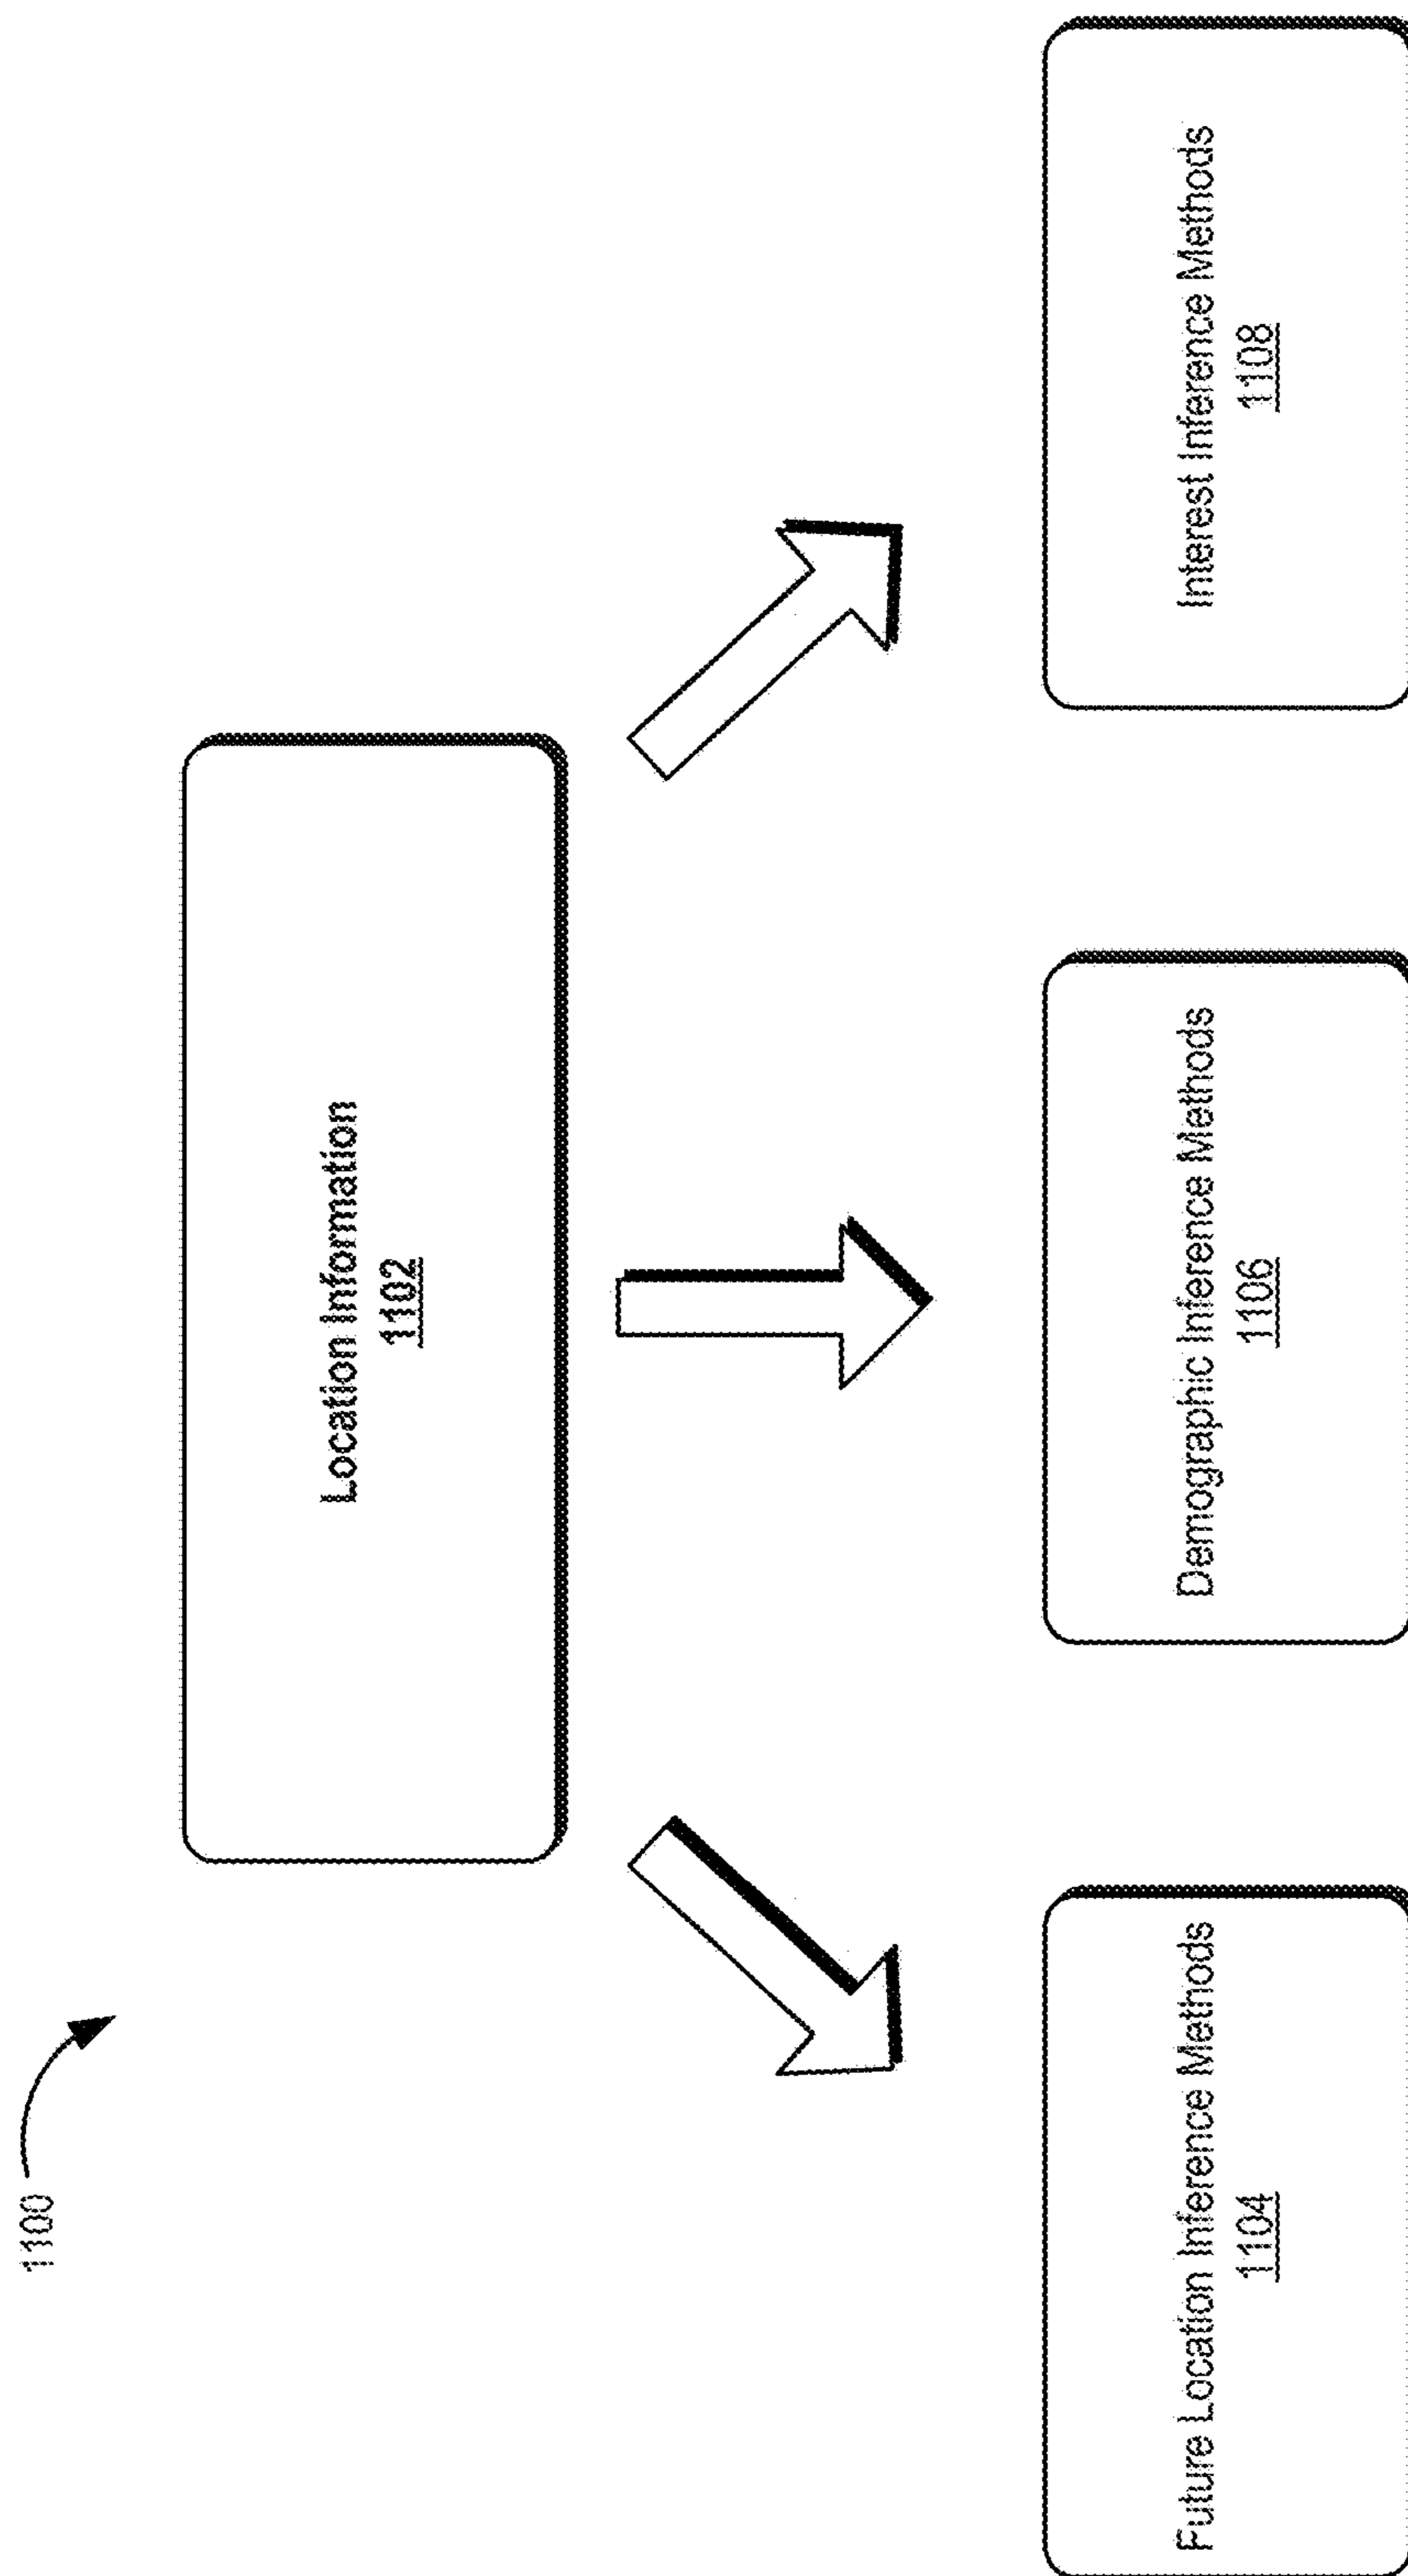 1100
Location Information
1102
Future Location Inference Methods
1104
Demographic Inference Methods
1106
Interest Inference Methods
1108